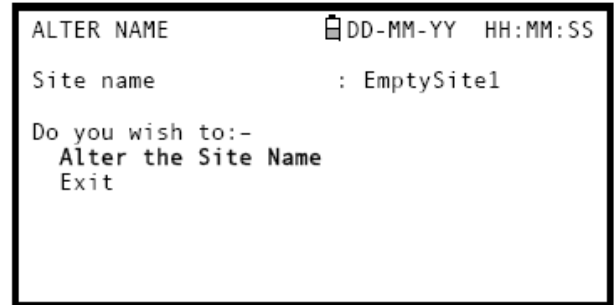 ALTER NAME DD-MM-YY HH:MM:SS
Site name : EmptySite1
Do you wish to:-
Alter the Site Name
Exit